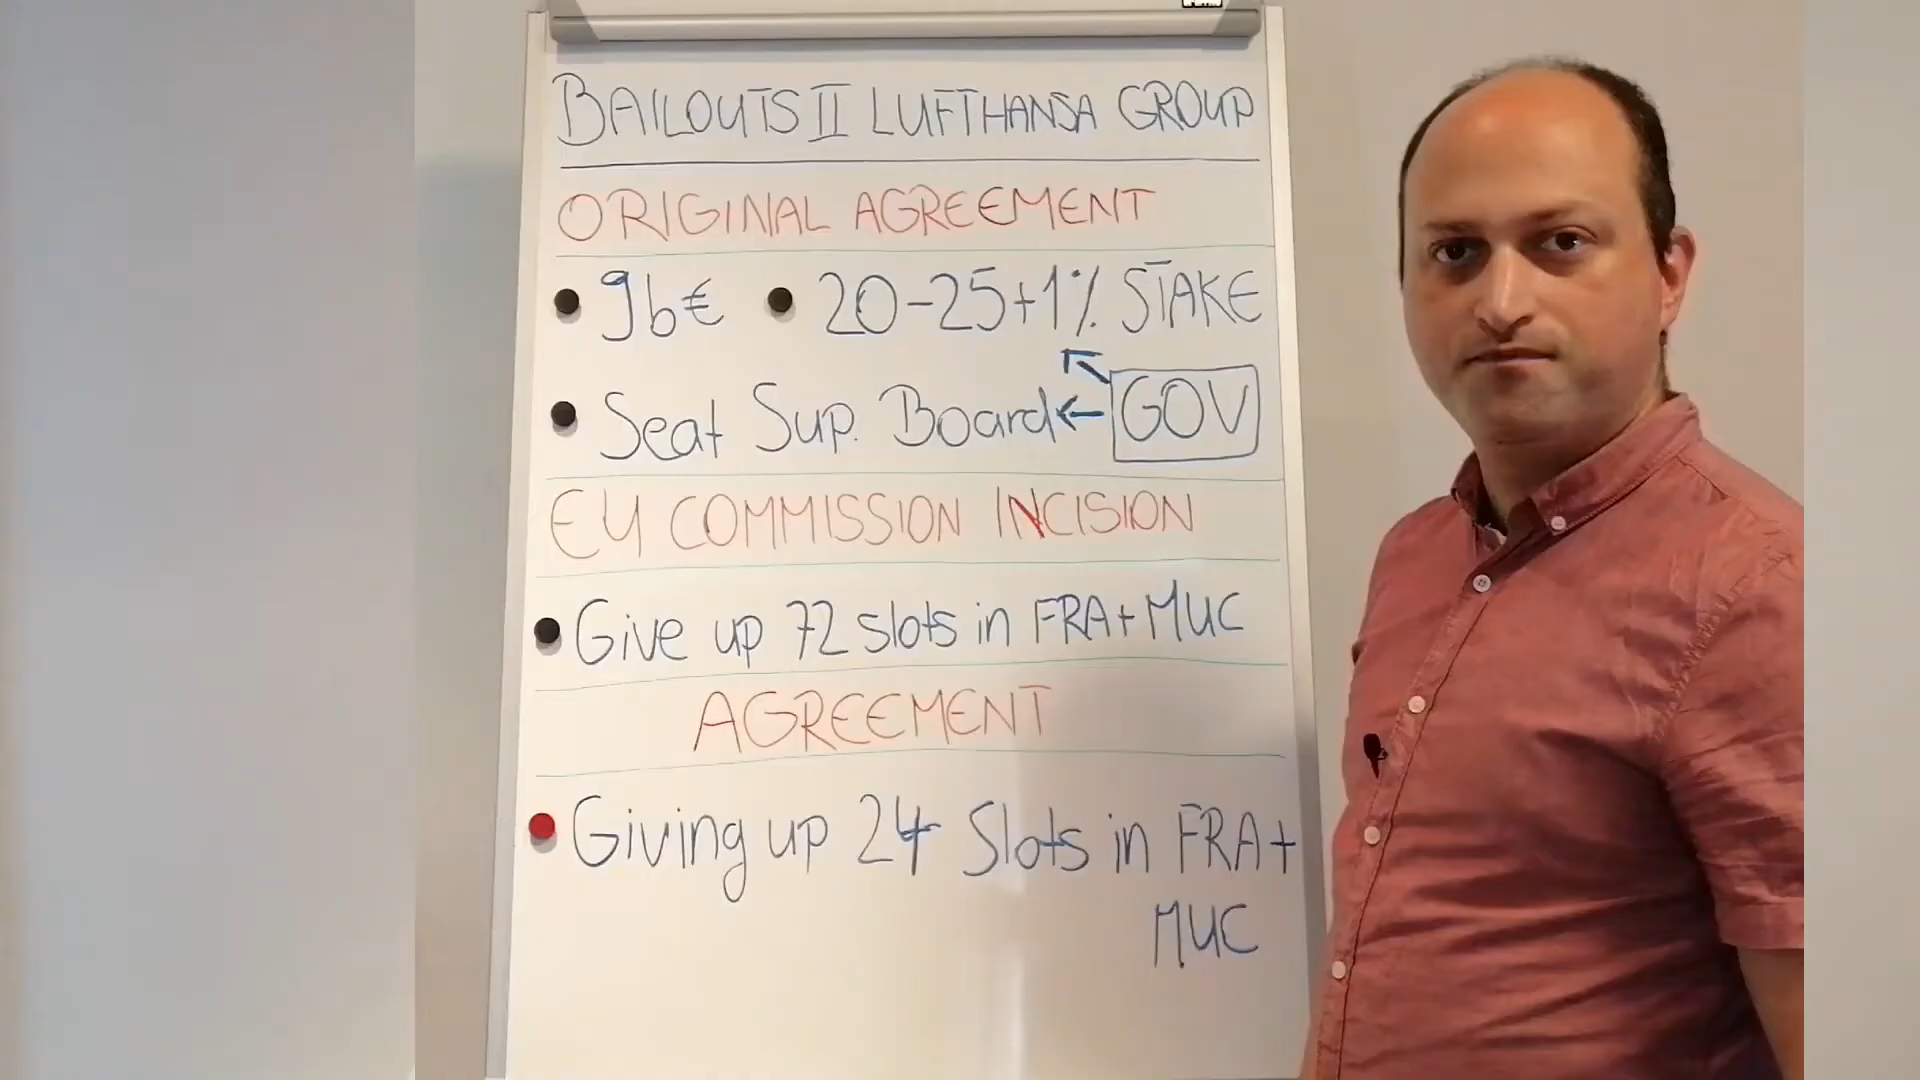 BAILOUTS II LUFTHANSA GROUP
ORIGINAL AGREEMENT
• 9b€ • 20-25+1% STAKE
• Seat Sup. Board ← GOV
EU COMMISSION INCISION
• Give up 72 slots in FRA+MUC
AGREEMENT
• Giving up 24 Slots in FRA+
MUC